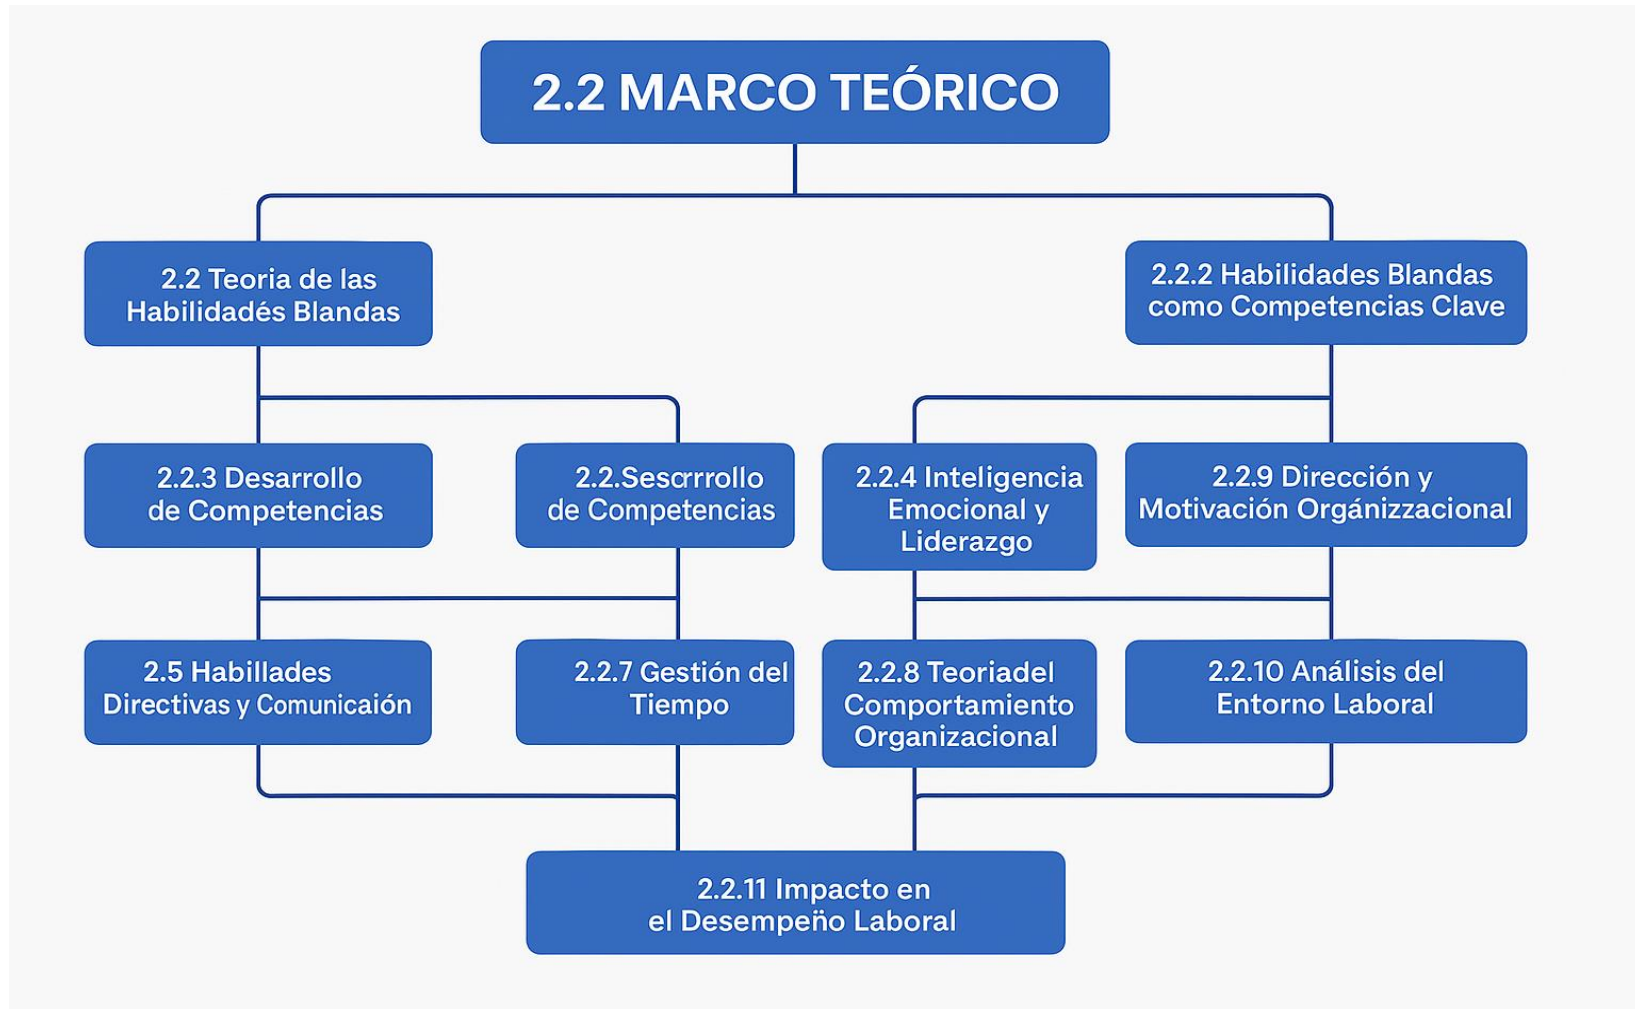 2.2 MARCO TEÓRICO
2.2 Teoria de las
Habilidadés Blandas
2.2.2 Habilidades Blandas
como Competencias Clave
2.2.3 Desarrollo
de Competencias
2.2.Sescrrrollo
de Competencias
2.2.4 Inteligencia
Emocional y
Liderazgo
2.2.9 Dirección y
Motivación Orgánizzacional
2.5 Habillades
Directivas y Comunicaión
2.2.7 Gestión del
Tiempo
2.2.8 Teoriadel
Comportamiento
Organizacional
2.2.10 Análisis del
Entorno Laboral
2.2.11 Impacto en
el Desempeño Laboral